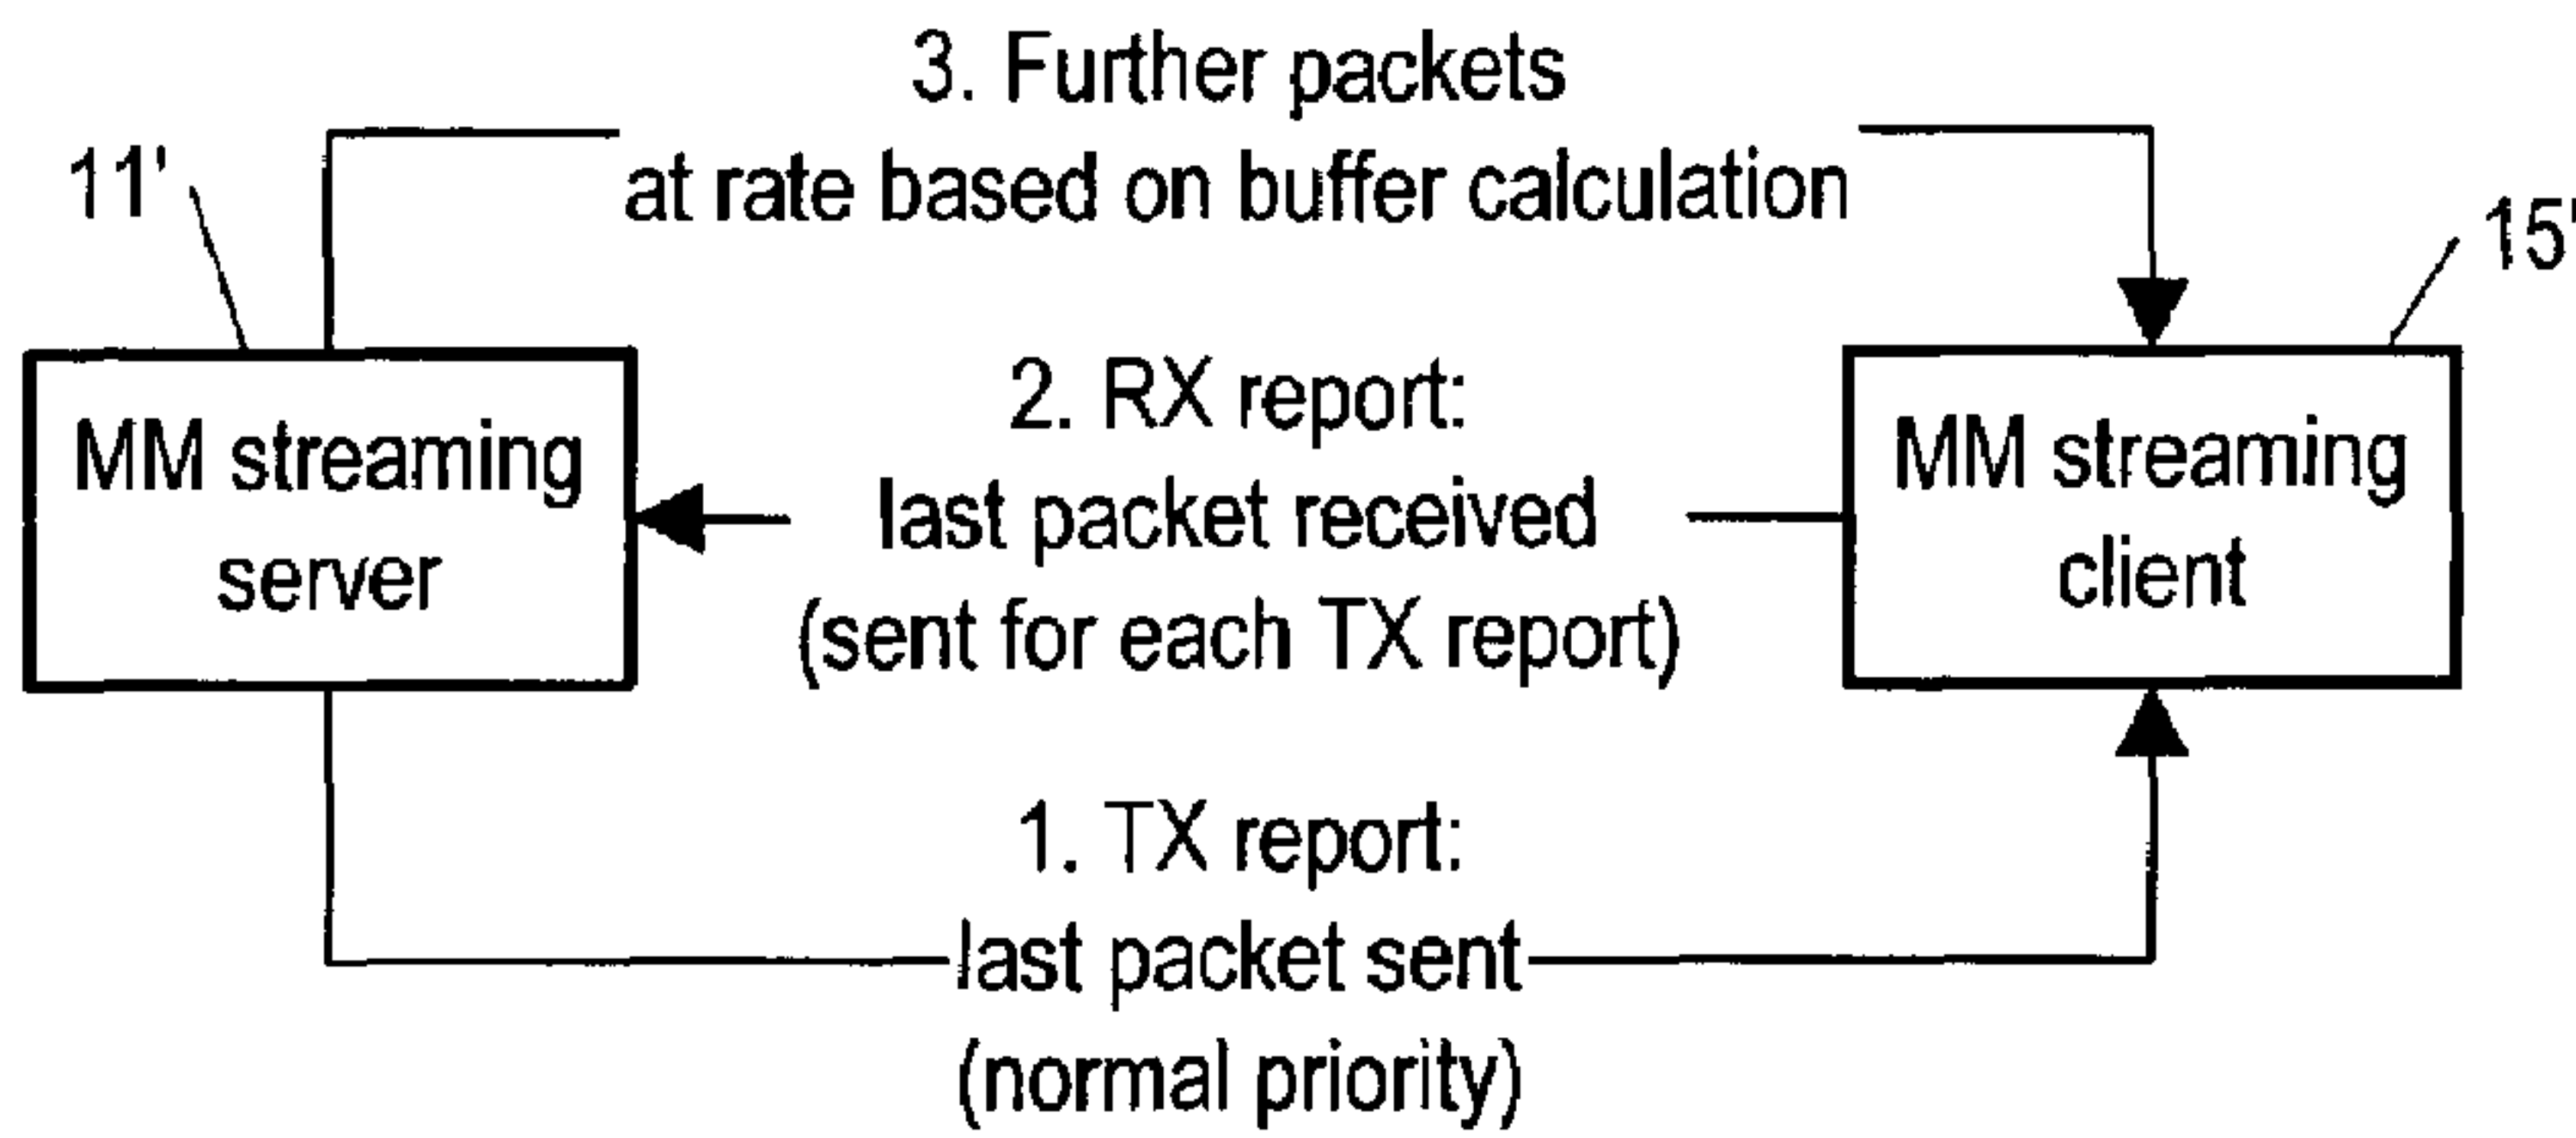 3. Further packets
at rate based on buffer calculation
11'
15'
MM streaming
server
2. RX report:
last packet received
(sent for each TX report)
MM streaming
client
1. TX report:
last packet sent
(normal priority)